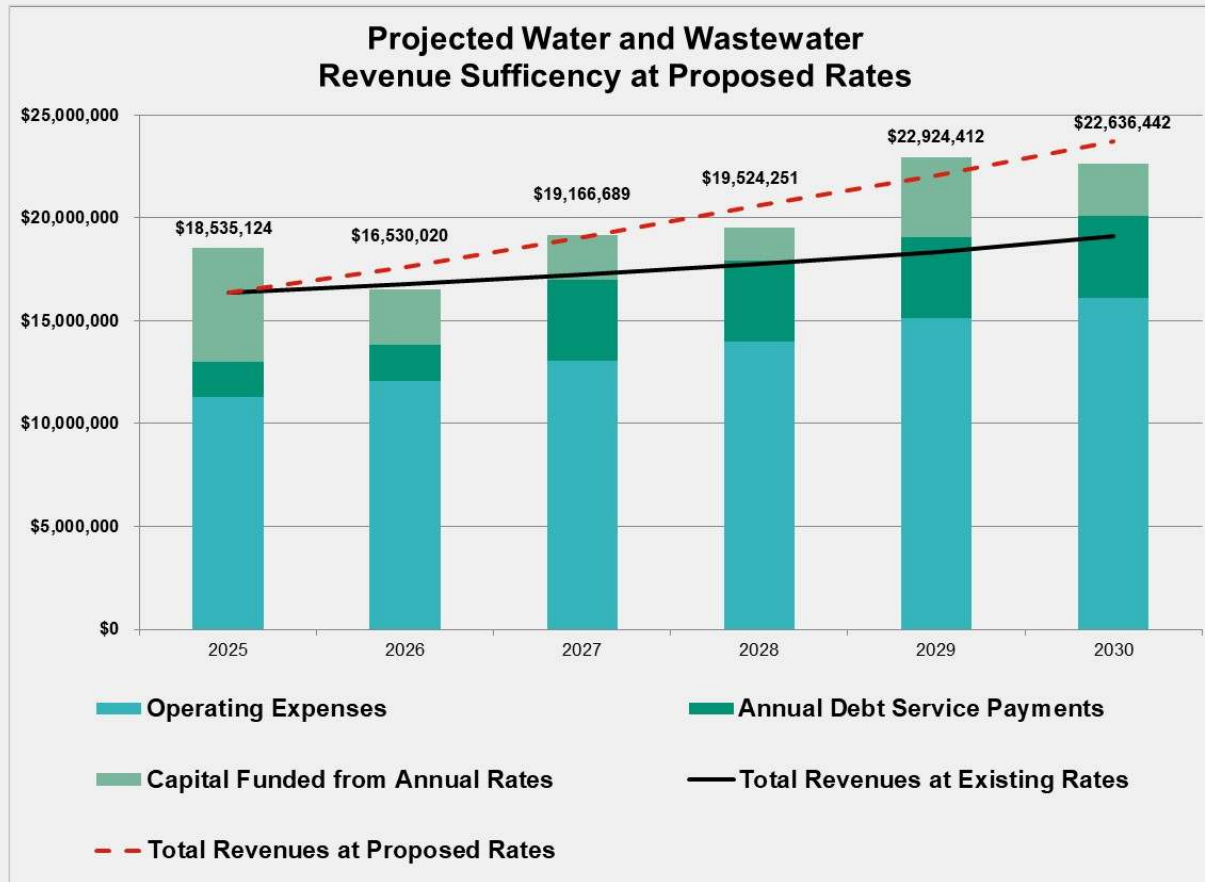 Projected Water and Wastewater
Revenue Sufficency at Proposed Rates
$25,000,000
$22,924,412
$22,636,442
$19,166,689
$19,524,251
$20,000,000
$18,535,124
$16,530,020
$15,000,000
$10,000,000
$5,000,000
$0
2025 2026 2027 2028 2029 2030
Operating Expenses
Annual Debt Service Payments
Capital Funded from Annual Rates
Total Revenues at Existing Rates
Total Revenues at Proposed Rates